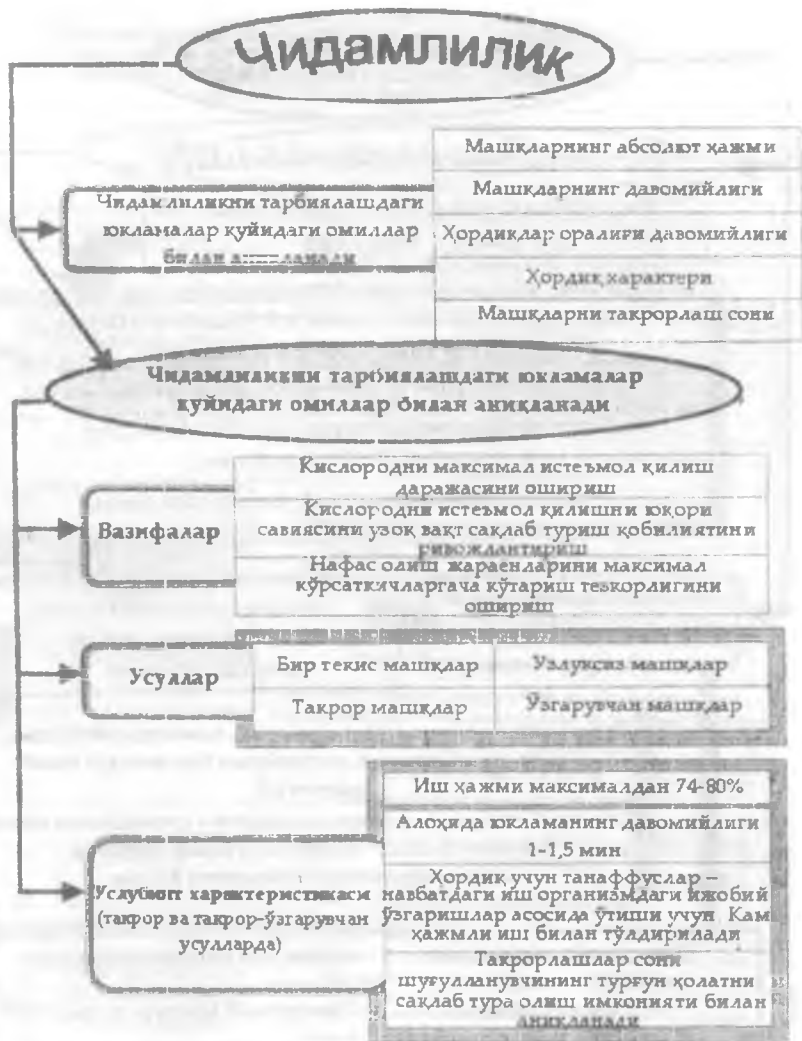 Чидамлилик
Машқларнинг абсолют ҳажми
Машқларнинг давомийлиги
Ҳордиқлар оралиғи давомийлиги
Ҳордиқ характери
Машқларни такрорлаш сони
Чидамлиликни тарбиялашдаги
юкламалар қуйидаги омиллар
билан аниқланади
Чидамлиликни тарбиялашдаги юкламалар
қуйидаги омиллар билан аниқланади
Вазифалар
Кислородни максимал истеъмол қилиш
даражасини ошириш
Кислородни истеъмол қилишни юқори
савиясини узоқ вақт сақлаб туриш қобилиятини
ривожлантириш
Нафас олиш жараенларини максимал
кўрсаткичларгача кўтариш тезкорлигини
ошириш
Усуллар
Бир текис машқлар
Узлуксиз машқлар
Такрор машқлар
Ўзгарувчан машқлар
Услубият характеристикаси
(такрор ва такрор-ўзгарувчан
усулларда)
Иш ҳажми максималдан 74-80%
Алоҳида юкламанинг давомийлиги
1-1,5 мин
Ҳордиқ учун танаффуслар –
навбатдаги иш организмдаги ижобий
ўзгаришлар асосида ўтиши учун Кам
ҳажмли иш билан тўлдирилади
Такрорлашлар сони
шуғулланувчининг турғун ҳолатни
сақлаб тура олиш имконияти билан
аниқланади